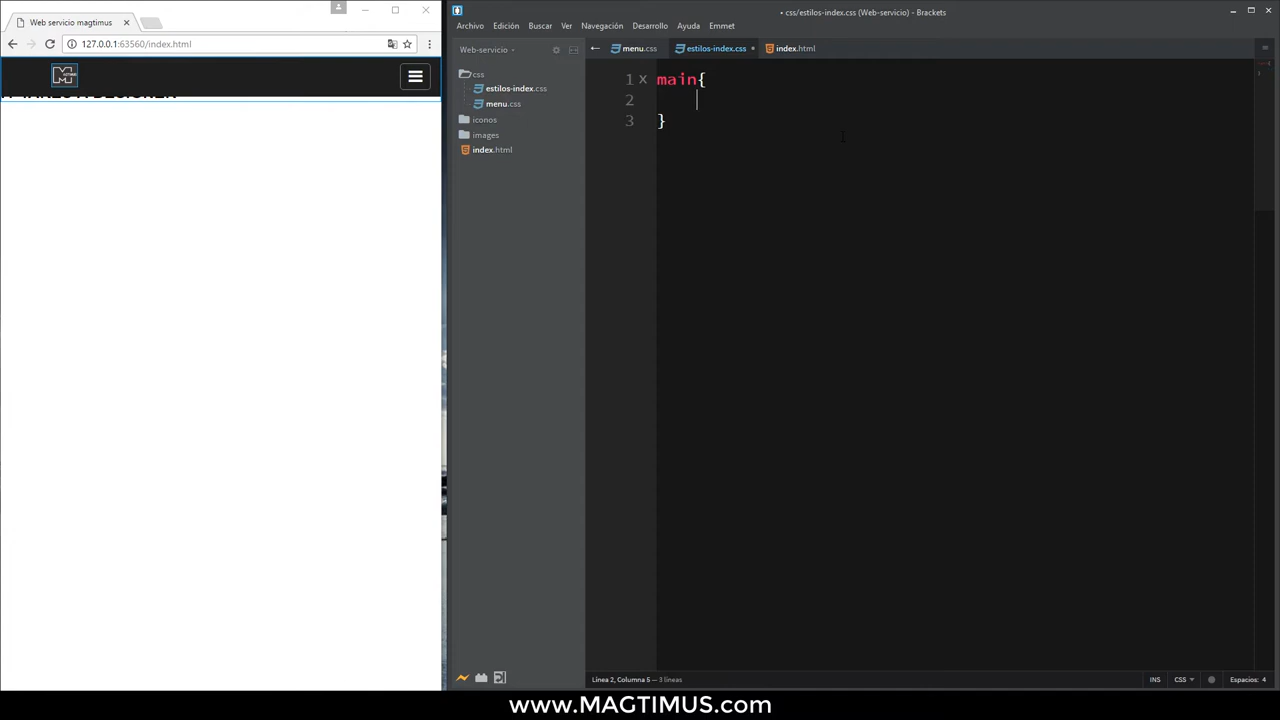 Web servicio magtimus
127.0.0.1:63560/index.html
css/estilos-index.css (Web-servicio) - Brackets
Archivo Edición Buscar Ver Navegación Desarrollo Ayuda Emmet
Web-servicio
menu.css estilos-index.css index.html
css
estilos-index.css
menu.css
iconos
images
index.html
1 main{
2
3 }
Línea 2, Columna 5 — 3 líneas
INS CSS Espacios: 4
www.MAGTIMUS.com